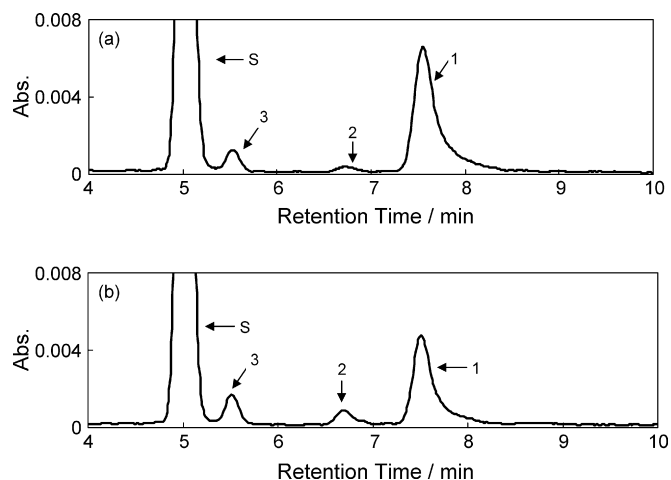 0.008
(a)
S
1
Abs.
0.004
3
2
0
4 5 6 7 8 9 10
Retention Time / min
0.008
(b)
S
Abs.
0.004
3
2
1
0
4 5 6 7 8 9 10
Retention Time / min